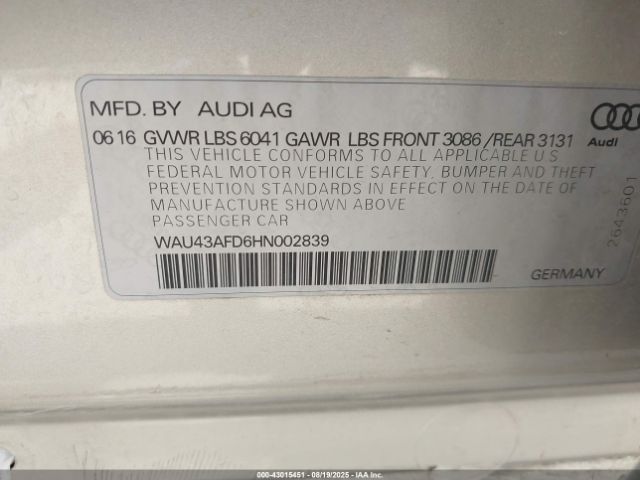 MFD. BY AUDI AG
06 16 GVWR LBS 6041 GAWR LBS FRONT 3086 /REAR 3131
Audi
THIS VEHICLE CONFORMS TO ALL APPLICABLE U S
FEDERAL MOTOR VEHICLE SAFETY, BUMPER AND THEFT
PREVENTION STANDARDS IN EFFECT ON THE DATE OF
MANUFACTURE SHOWN ABOVE
PASSENGER CAR
2643601
WAU43AFD6HN002839
GERMANY
000-43015451 - 08/19/2025 - IAAI.com